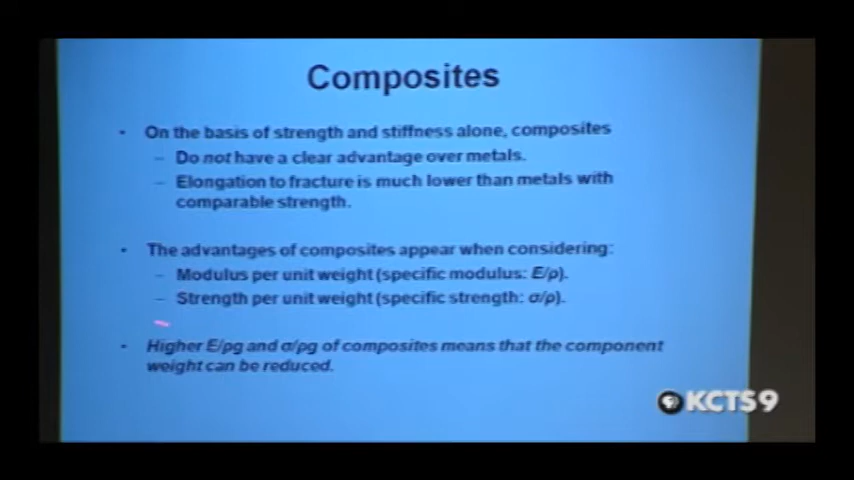 Composites
• On the basis of strength and stiffness alone, composites
– Do not have a clear advantage over metals.
– Elongation to fracture is much lower than metals with
comparable strength.
• The advantages of composites appear when considering:
– Modulus per unit weight (specific modulus: E/ρ).
– Strength per unit weight (specific strength: σ/ρ).
• Higher E/ρg and σ/ρg of composites means that the component
weight can be reduced.
KCTS9